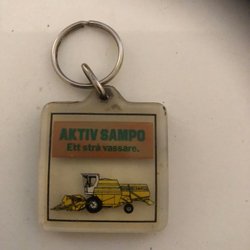 AKTIV SAMPO
Ett strå vassare.